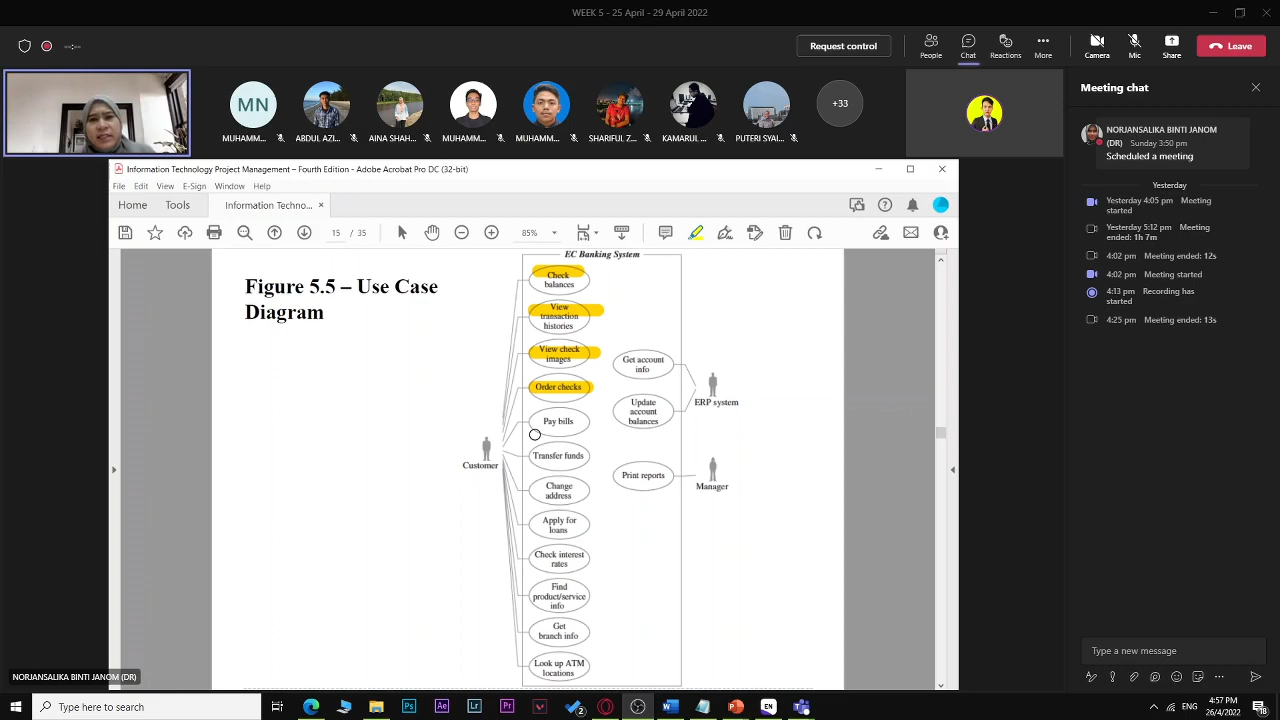 WEEK 5 - 25 April - 29 April 2022
--:--
Request control
People
Chat
Reactions
More
Camera
Mic
Share
Leave
MN
+33
MUHAMM...
ABDUL AZI...
AINA SHAH...
MUHAMM...
MUHAMM...
SHARIFUL Z...
KAMARUL ...
PUTERI SYAI...
Meeting chat
NORJANSALIKA BINTI JANOM
(DR) Sunday 3:50 pm
Scheduled a meeting
Yesterday
Yesterday 4:05 pm Meeting
started
Yesterday 5:12 pm Meeting
ended: 1h 7m
4:02 pm Meeting ended: 12s
4:02 pm Meeting started
4:13 pm Recording has
started
4:25 pm Meeting ended: 13s
Type a new message
Information Technology Project Management – Fourth Edition - Adobe Acrobat Pro DC (32-bit)
File Edit View E-Sign Window Help
Home Tools Information Techno... ×
15 / 35
85%
Figure 5.5 – Use Case
Diagram
EC Banking System
Check
balances
View
transaction
histories
View check
images
Order checks
Pay bills
Transfer funds
Change
address
Apply for
loans
Check interest
rates
Find
product/service
info
Get
branch info
Look up ATM
locations
Customer
Get account
info
Update
account
balances
Print reports
ERP system
Manager
NORJANSALIKA BINTI JANOM (DR)
Type here to search
4:57 PM
26/4/2022